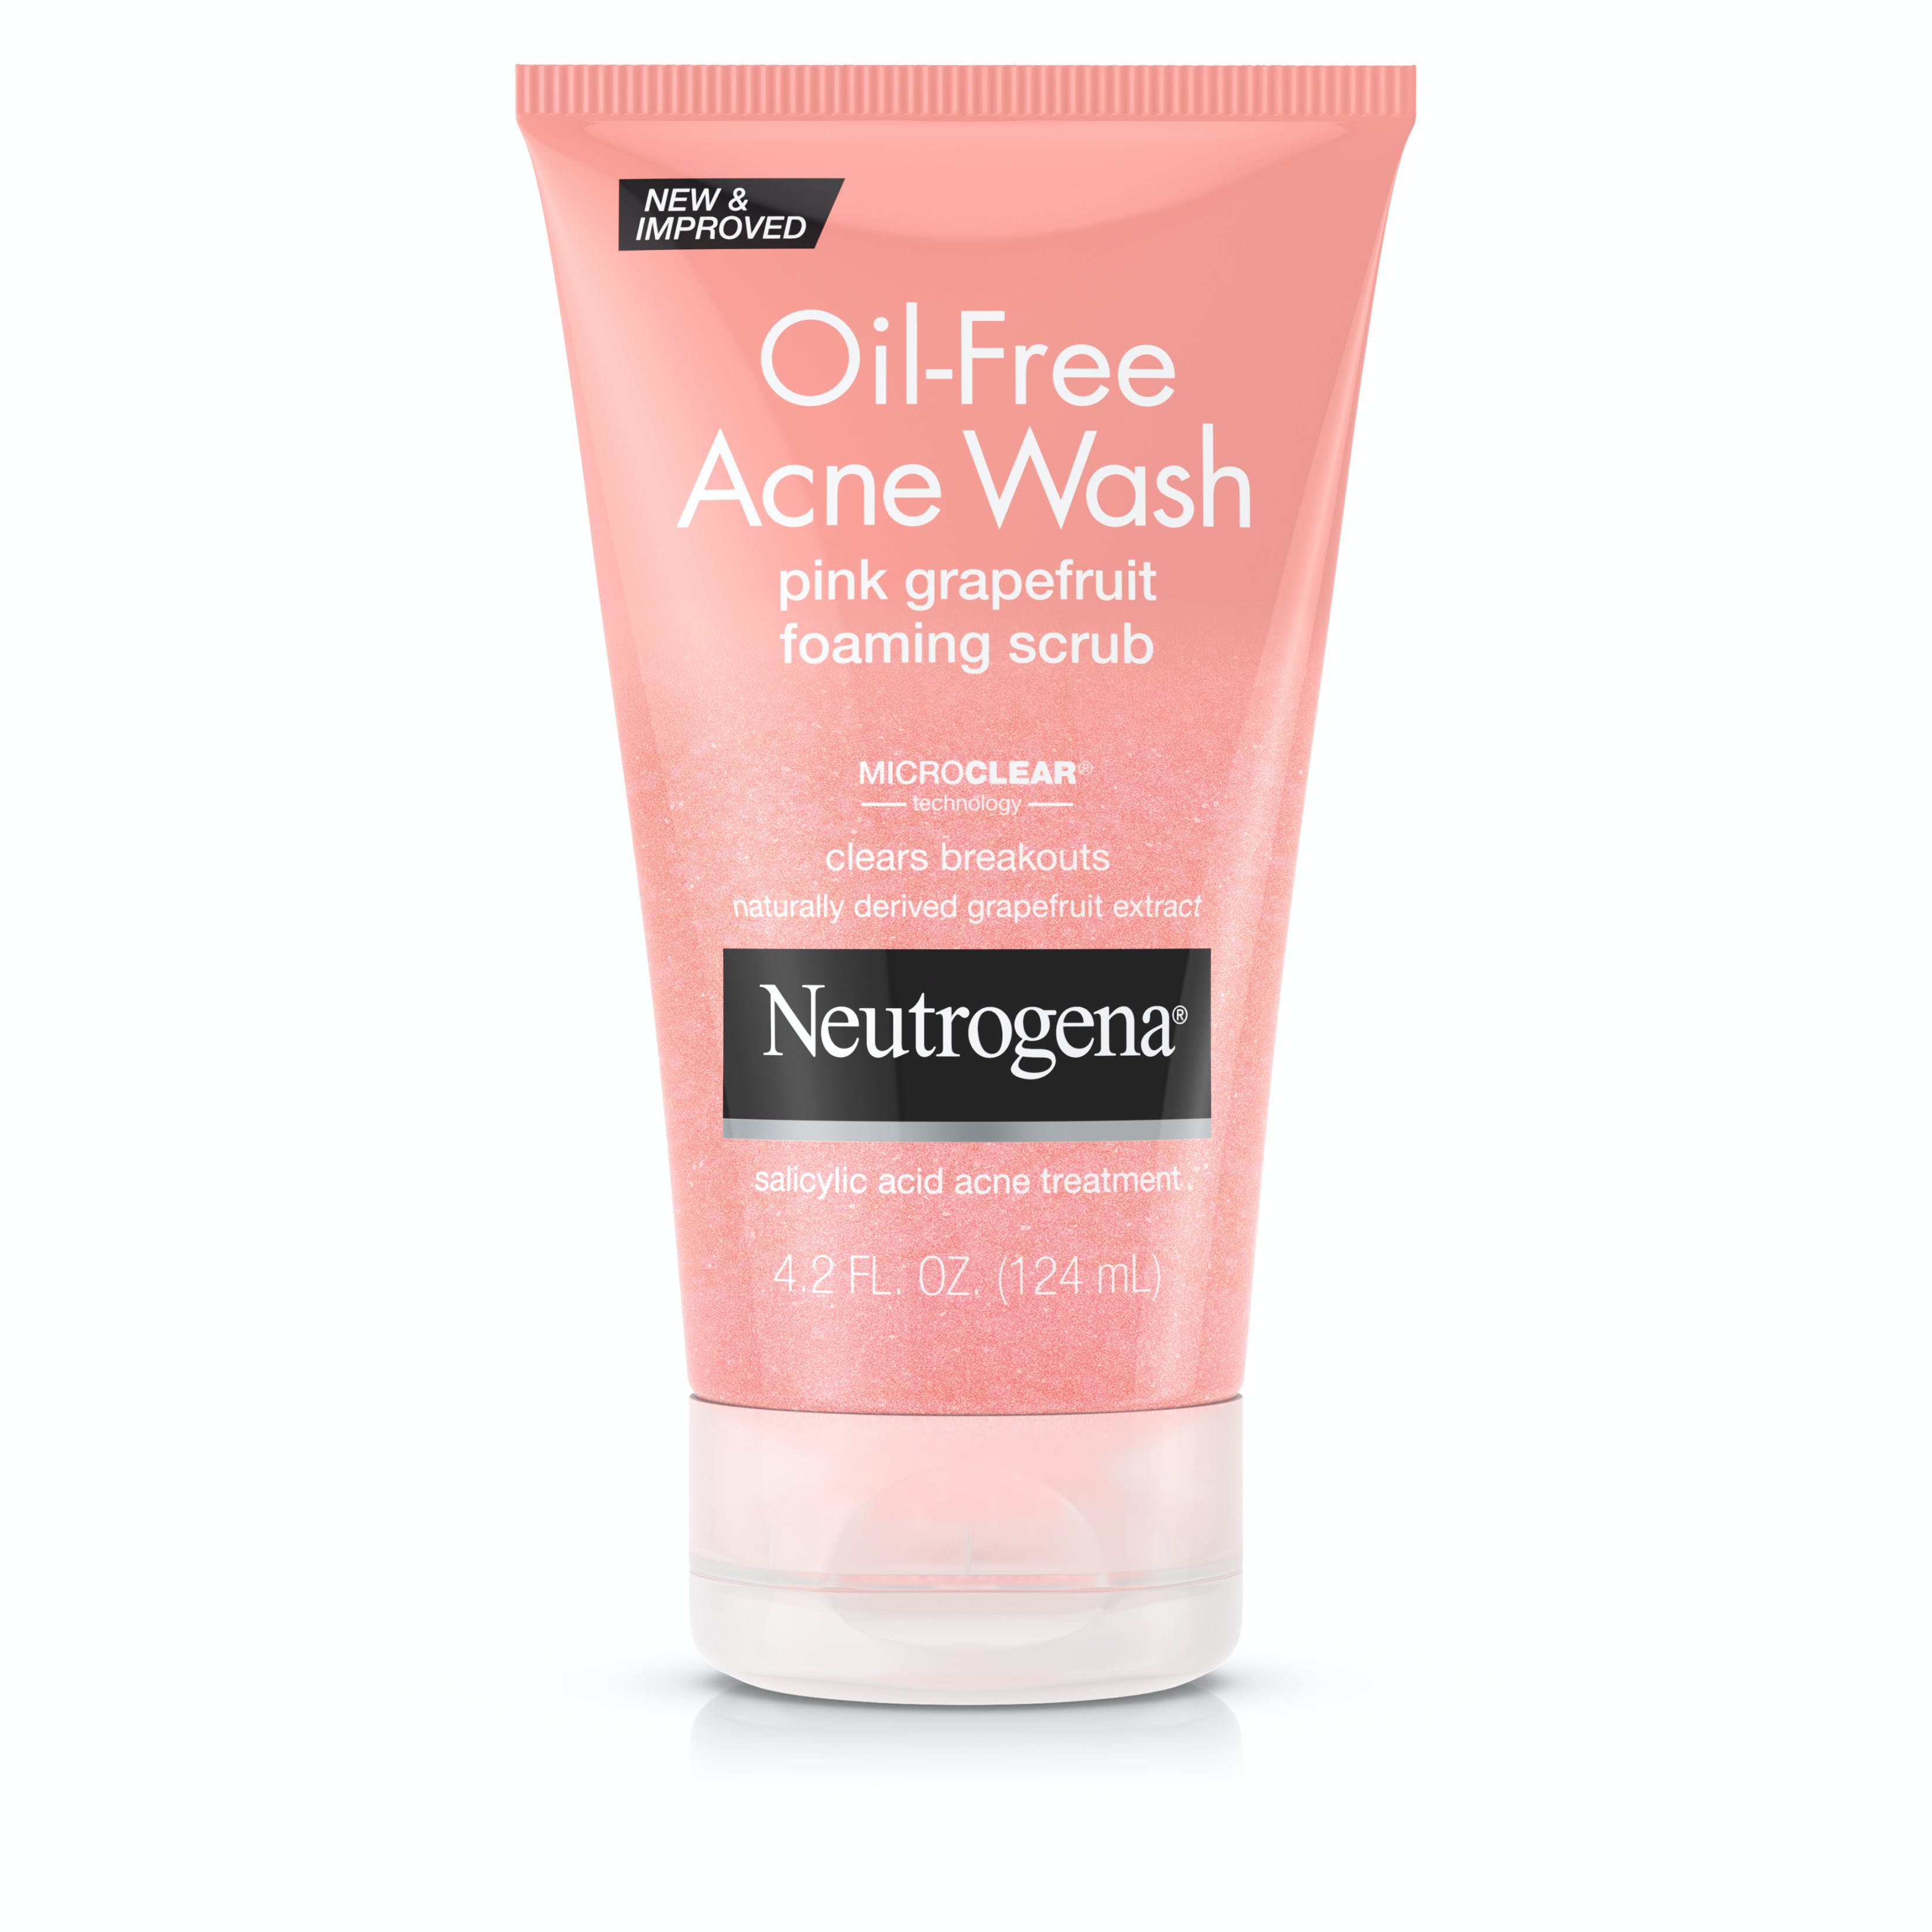 NEW &
IMPROVED
Oil-Free
Acne Wash
pink grapefruit
foaming scrub
MICROCLEAR®
technology
clears breakouts
naturally derived grapefruit extract
Neutrogena®
salicylic acid acne treatment
4.2 FL. OZ. (124 mL)